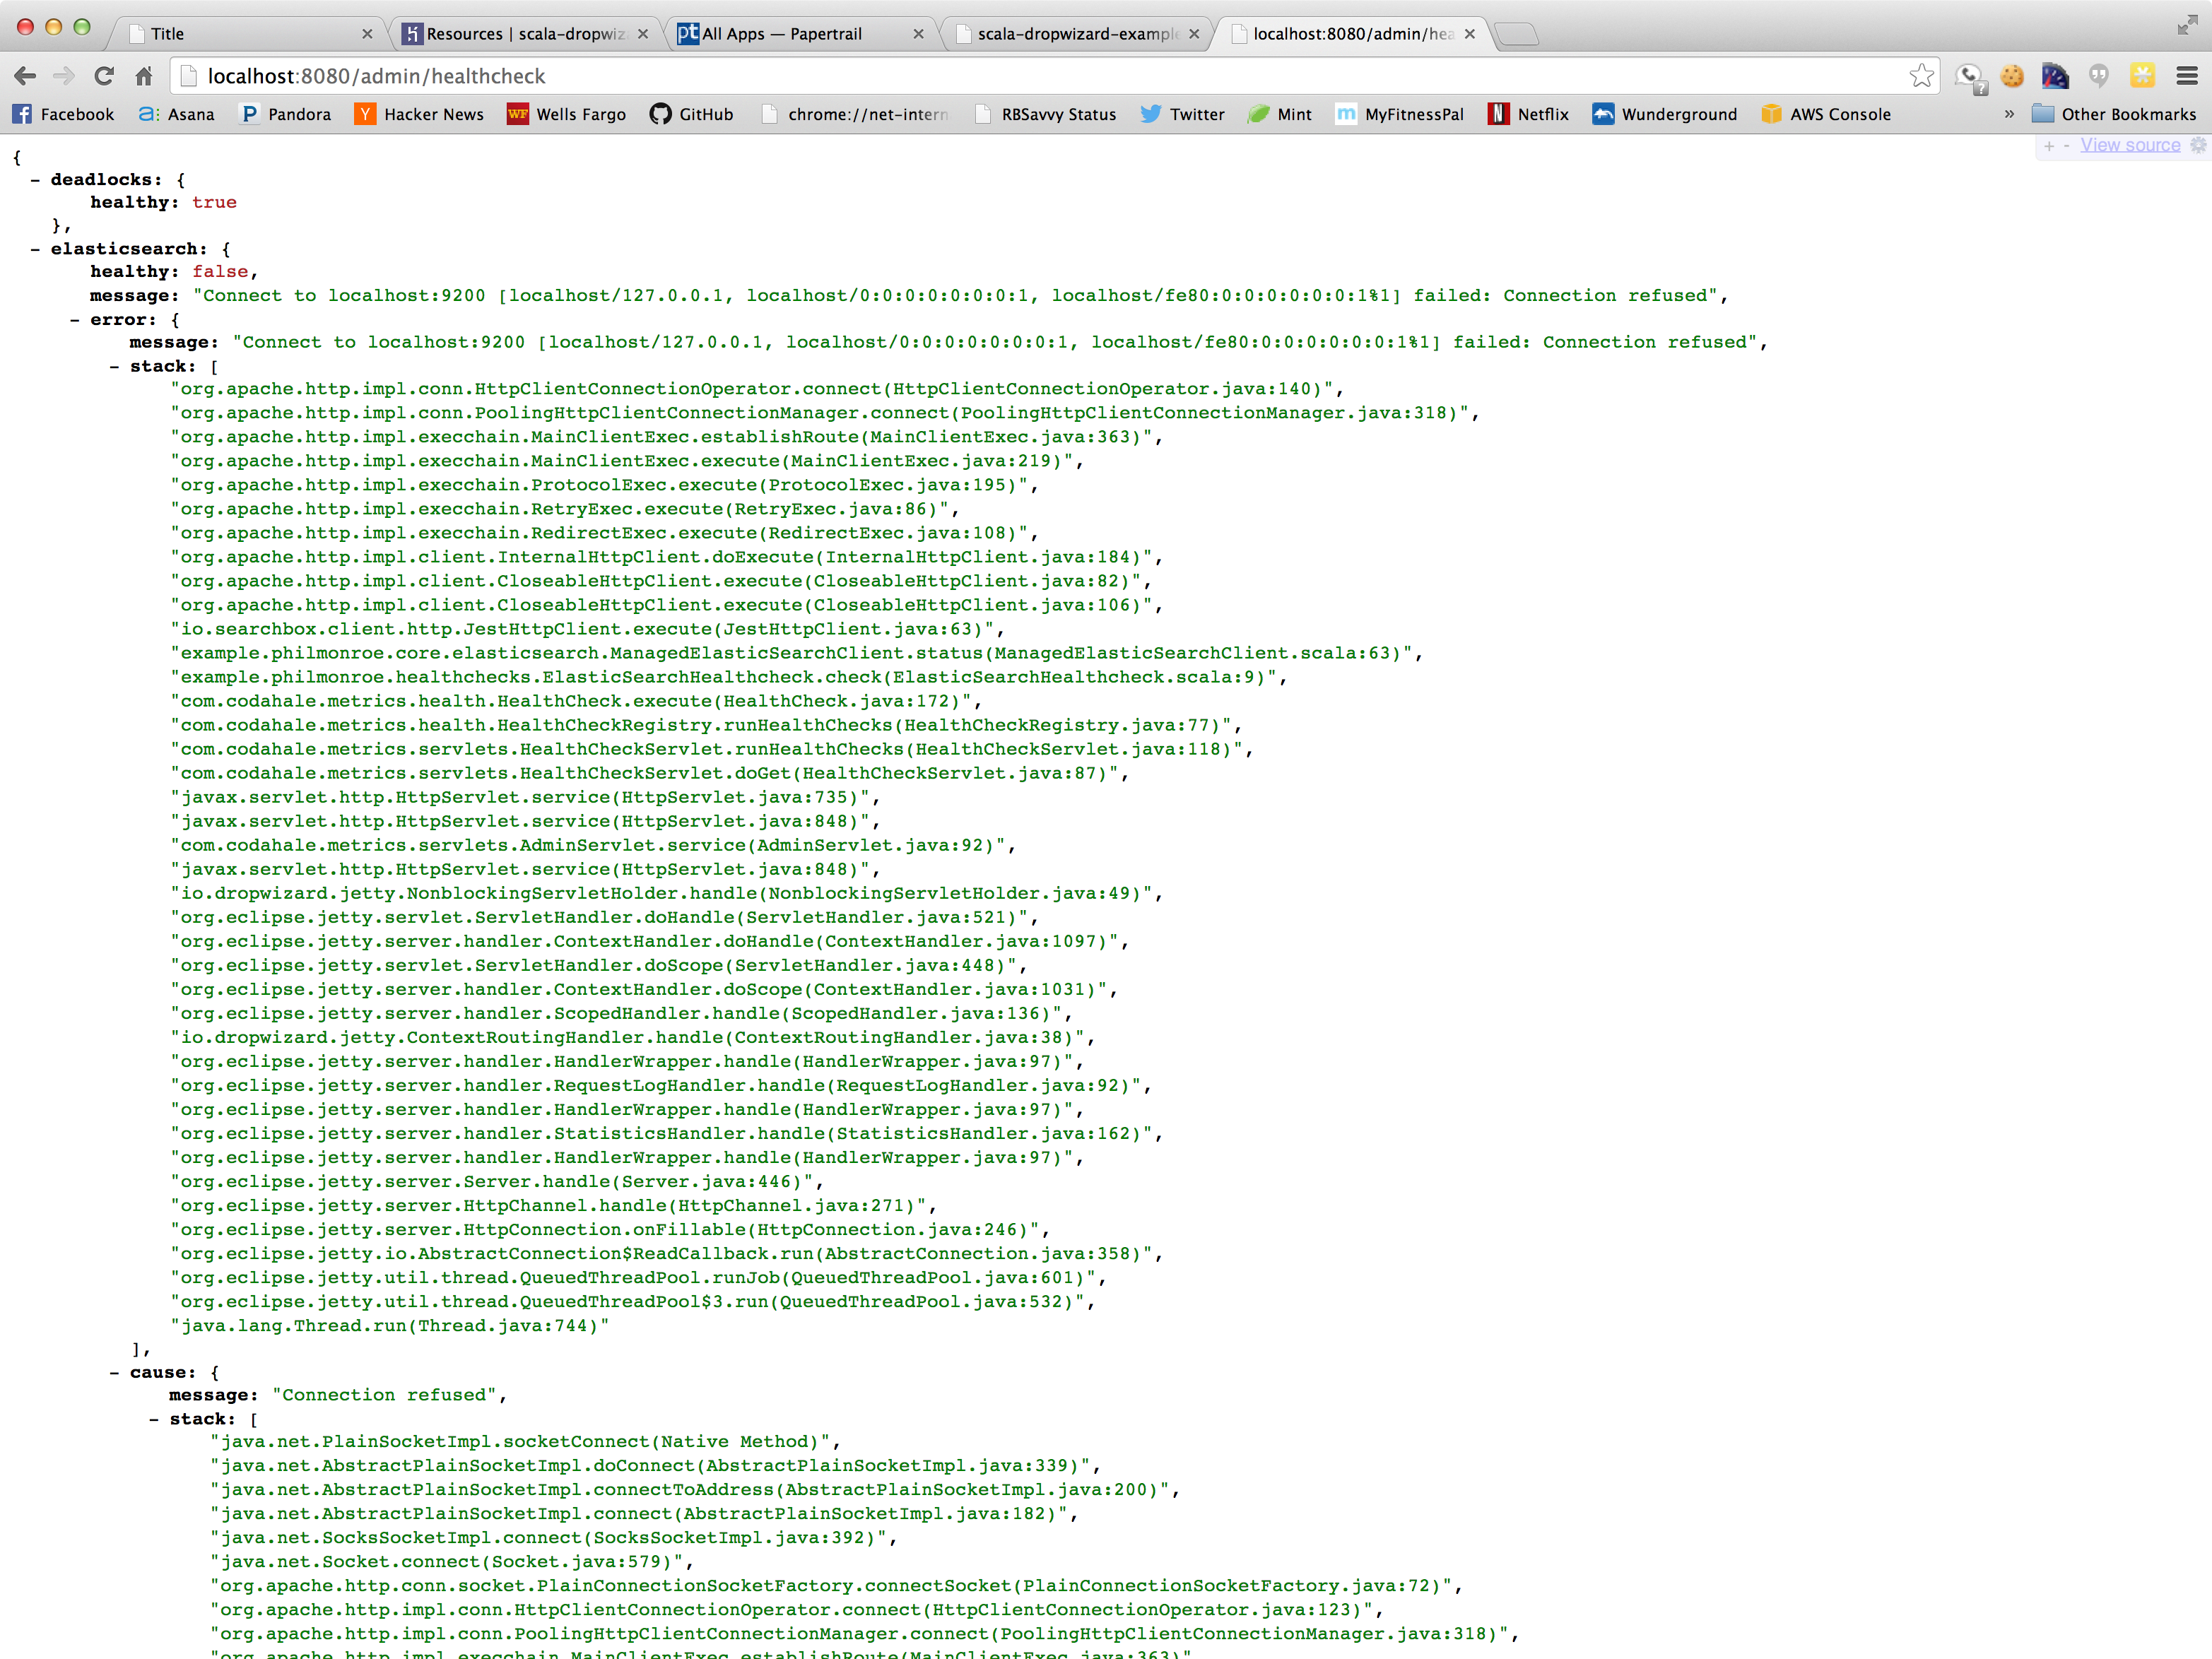 Title
Resources | scala-dropwiz
All Apps — Papertrail
scala-dropwizard-example
localhost:8080/admin/hea
localhost:8080/admin/healthcheck
Facebook
Asana
Pandora
Hacker News
Wells Fargo
GitHub
chrome://net-intern
RBSavvy Status
Twitter
Mint
MyFitnessPal
Netflix
Wunderground
AWS Console
»
Other Bookmarks
+ - View source
{
- deadlocks: {
healthy: true
},
- elasticsearch: {
healthy: false,
message: "Connect to localhost:9200 [localhost/127.0.0.1, localhost/0:0:0:0:0:0:0:1, localhost/fe80:0:0:0:0:0:0:1%1] failed: Connection refused",
- error: {
message: "Connect to localhost:9200 [localhost/127.0.0.1, localhost/0:0:0:0:0:0:0:1, localhost/fe80:0:0:0:0:0:0:1%1] failed: Connection refused",
- stack: [
"org.apache.http.impl.conn.HttpClientConnectionOperator.connect(HttpClientConnectionOperator.java:140)",
"org.apache.http.impl.conn.PoolingHttpClientConnectionManager.connect(PoolingHttpClientConnectionManager.java:318)",
"org.apache.http.impl.execchain.MainClientExec.establishRoute(MainClientExec.java:363)",
"org.apache.http.impl.execchain.MainClientExec.execute(MainClientExec.java:219)",
"org.apache.http.impl.execchain.ProtocolExec.execute(ProtocolExec.java:195)",
"org.apache.http.impl.execchain.RetryExec.execute(RetryExec.java:86)",
"org.apache.http.impl.execchain.RedirectExec.execute(RedirectExec.java:108)",
"org.apache.http.impl.client.InternalHttpClient.doExecute(InternalHttpClient.java:184)",
"org.apache.http.impl.client.CloseableHttpClient.execute(CloseableHttpClient.java:82)",
"org.apache.http.impl.client.CloseableHttpClient.execute(CloseableHttpClient.java:106)",
"io.searchbox.client.http.JestHttpClient.execute(JestHttpClient.java:63)",
"example.philmonroe.core.elasticsearch.ManagedElasticSearchClient.status(ManagedElasticSearchClient.scala:63)",
"example.philmonroe.healthchecks.ElasticSearchHealthcheck.check(ElasticSearchHealthcheck.scala:9)",
"com.codahale.metrics.health.HealthCheck.execute(HealthCheck.java:172)",
"com.codahale.metrics.health.HealthCheckRegistry.runHealthChecks(HealthCheckRegistry.java:77)",
"com.codahale.metrics.servlets.HealthCheckServlet.runHealthChecks(HealthCheckServlet.java:118)",
"com.codahale.metrics.servlets.HealthCheckServlet.doGet(HealthCheckServlet.java:87)",
"javax.servlet.http.HttpServlet.service(HttpServlet.java:735)",
"javax.servlet.http.HttpServlet.service(HttpServlet.java:848)",
"com.codahale.metrics.servlets.AdminServlet.service(AdminServlet.java:92)",
"javax.servlet.http.HttpServlet.service(HttpServlet.java:848)",
"io.dropwizard.jetty.NonblockingServletHolder.handle(NonblockingServletHolder.java:49)",
"org.eclipse.jetty.servlet.ServletHandler.doHandle(ServletHandler.java:521)",
"org.eclipse.jetty.server.handler.ContextHandler.doHandle(ContextHandler.java:1097)",
"org.eclipse.jetty.servlet.ServletHandler.doScope(ServletHandler.java:448)",
"org.eclipse.jetty.server.handler.ContextHandler.doScope(ContextHandler.java:1031)",
"org.eclipse.jetty.server.handler.ScopedHandler.handle(ScopedHandler.java:136)",
"io.dropwizard.jetty.ContextRoutingHandler.handle(ContextRoutingHandler.java:38)",
"org.eclipse.jetty.server.handler.HandlerWrapper.handle(HandlerWrapper.java:97)",
"org.eclipse.jetty.server.handler.RequestLogHandler.handle(RequestLogHandler.java:92)",
"org.eclipse.jetty.server.handler.HandlerWrapper.handle(HandlerWrapper.java:97)",
"org.eclipse.jetty.server.handler.StatisticsHandler.handle(StatisticsHandler.java:162)",
"org.eclipse.jetty.server.handler.HandlerWrapper.handle(HandlerWrapper.java:97)",
"org.eclipse.jetty.server.Server.handle(Server.java:446)",
"org.eclipse.jetty.server.HttpChannel.handle(HttpChannel.java:271)",
"org.eclipse.jetty.server.HttpConnection.onFillable(HttpConnection.java:246)",
"org.eclipse.jetty.io.AbstractConnection$ReadCallback.run(AbstractConnection.java:358)",
"org.eclipse.jetty.util.thread.QueuedThreadPool.runJob(QueuedThreadPool.java:601)",
"org.eclipse.jetty.util.thread.QueuedThreadPool$3.run(QueuedThreadPool.java:532)",
"java.lang.Thread.run(Thread.java:744)"
],
- cause: {
message: "Connection refused",
- stack: [
"java.net.PlainSocketImpl.socketConnect(Native Method)",
"java.net.AbstractPlainSocketImpl.doConnect(AbstractPlainSocketImpl.java:339)",
"java.net.AbstractPlainSocketImpl.connectToAddress(AbstractPlainSocketImpl.java:200)",
"java.net.AbstractPlainSocketImpl.connect(AbstractPlainSocketImpl.java:182)",
"java.net.SocksSocketImpl.connect(SocksSocketImpl.java:392)",
"java.net.Socket.connect(Socket.java:579)",
"org.apache.http.conn.socket.PlainConnectionSocketFactory.connectSocket(PlainConnectionSocketFactory.java:72)",
"org.apache.http.impl.conn.HttpClientConnectionOperator.connect(HttpClientConnectionOperator.java:123)",
"org.apache.http.impl.conn.PoolingHttpClientConnectionManager.connect(PoolingHttpClientConnectionManager.java:318)",
"org.apache.http.impl.execchain.MainClientExec.establishRoute(MainClientExec.java:363)"